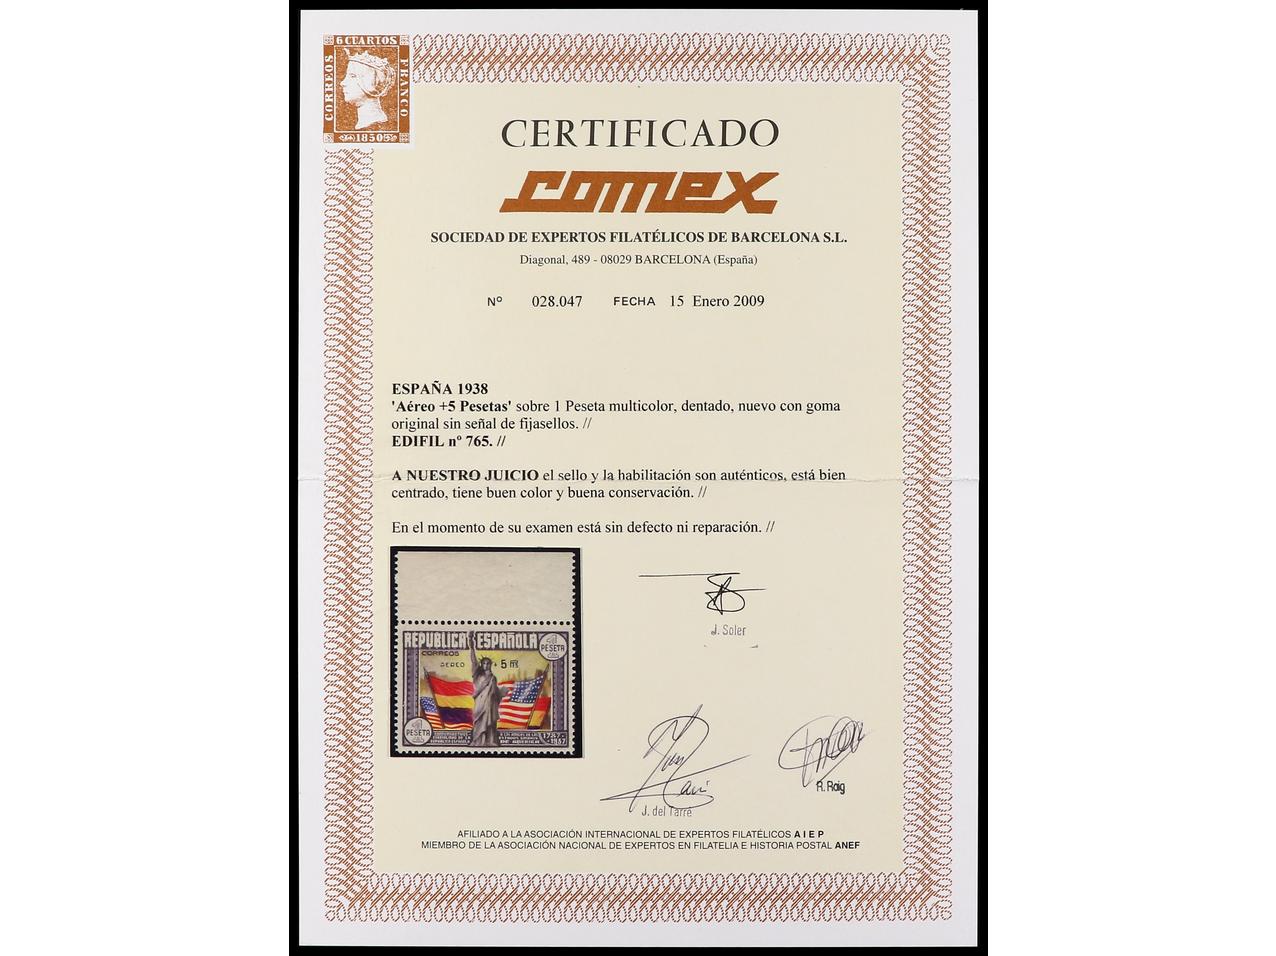 6 CUARTOS
CORREOS
FRANCO
1850
CERTIFICADO
comex
SOCIEDAD DE EXPERTOS FILATÉLICOS DE BARCELONA S.L.
Diagonal, 489 - 08029 BARCELONA (España)
Nº 028.047 FECHA 15 Enero 2009
ESPAÑA 1938
'Aéreo +5 Pesetas' sobre 1 Peseta multicolor, dentado, nuevo con goma
original sin señal de fijasellos. //
EDIFIL nº 765. //
A NUESTRO JUICIO el sello y la habilitación son auténticos, está bien
centrado, tiene buen color y buena conservación. //
En el momento de su examen está sin defecto ni reparación. //
REPUBLICA ESPAÑOLA
CORREOS
1 PESETA
AEREO + 5 Pts
1 PESETA
DE AMERICA
1787-1937
J. Soler
J. del Tarré
R. Roig
AFILIADO A LA ASOCIACIÓN INTERNACIONAL DE EXPERTOS FILATÉLICOS A I E P
MIEMBRO DE LA ASOCIACIÓN NACIONAL DE EXPERTOS EN FILATELIA E HISTORIA POSTAL ANEF